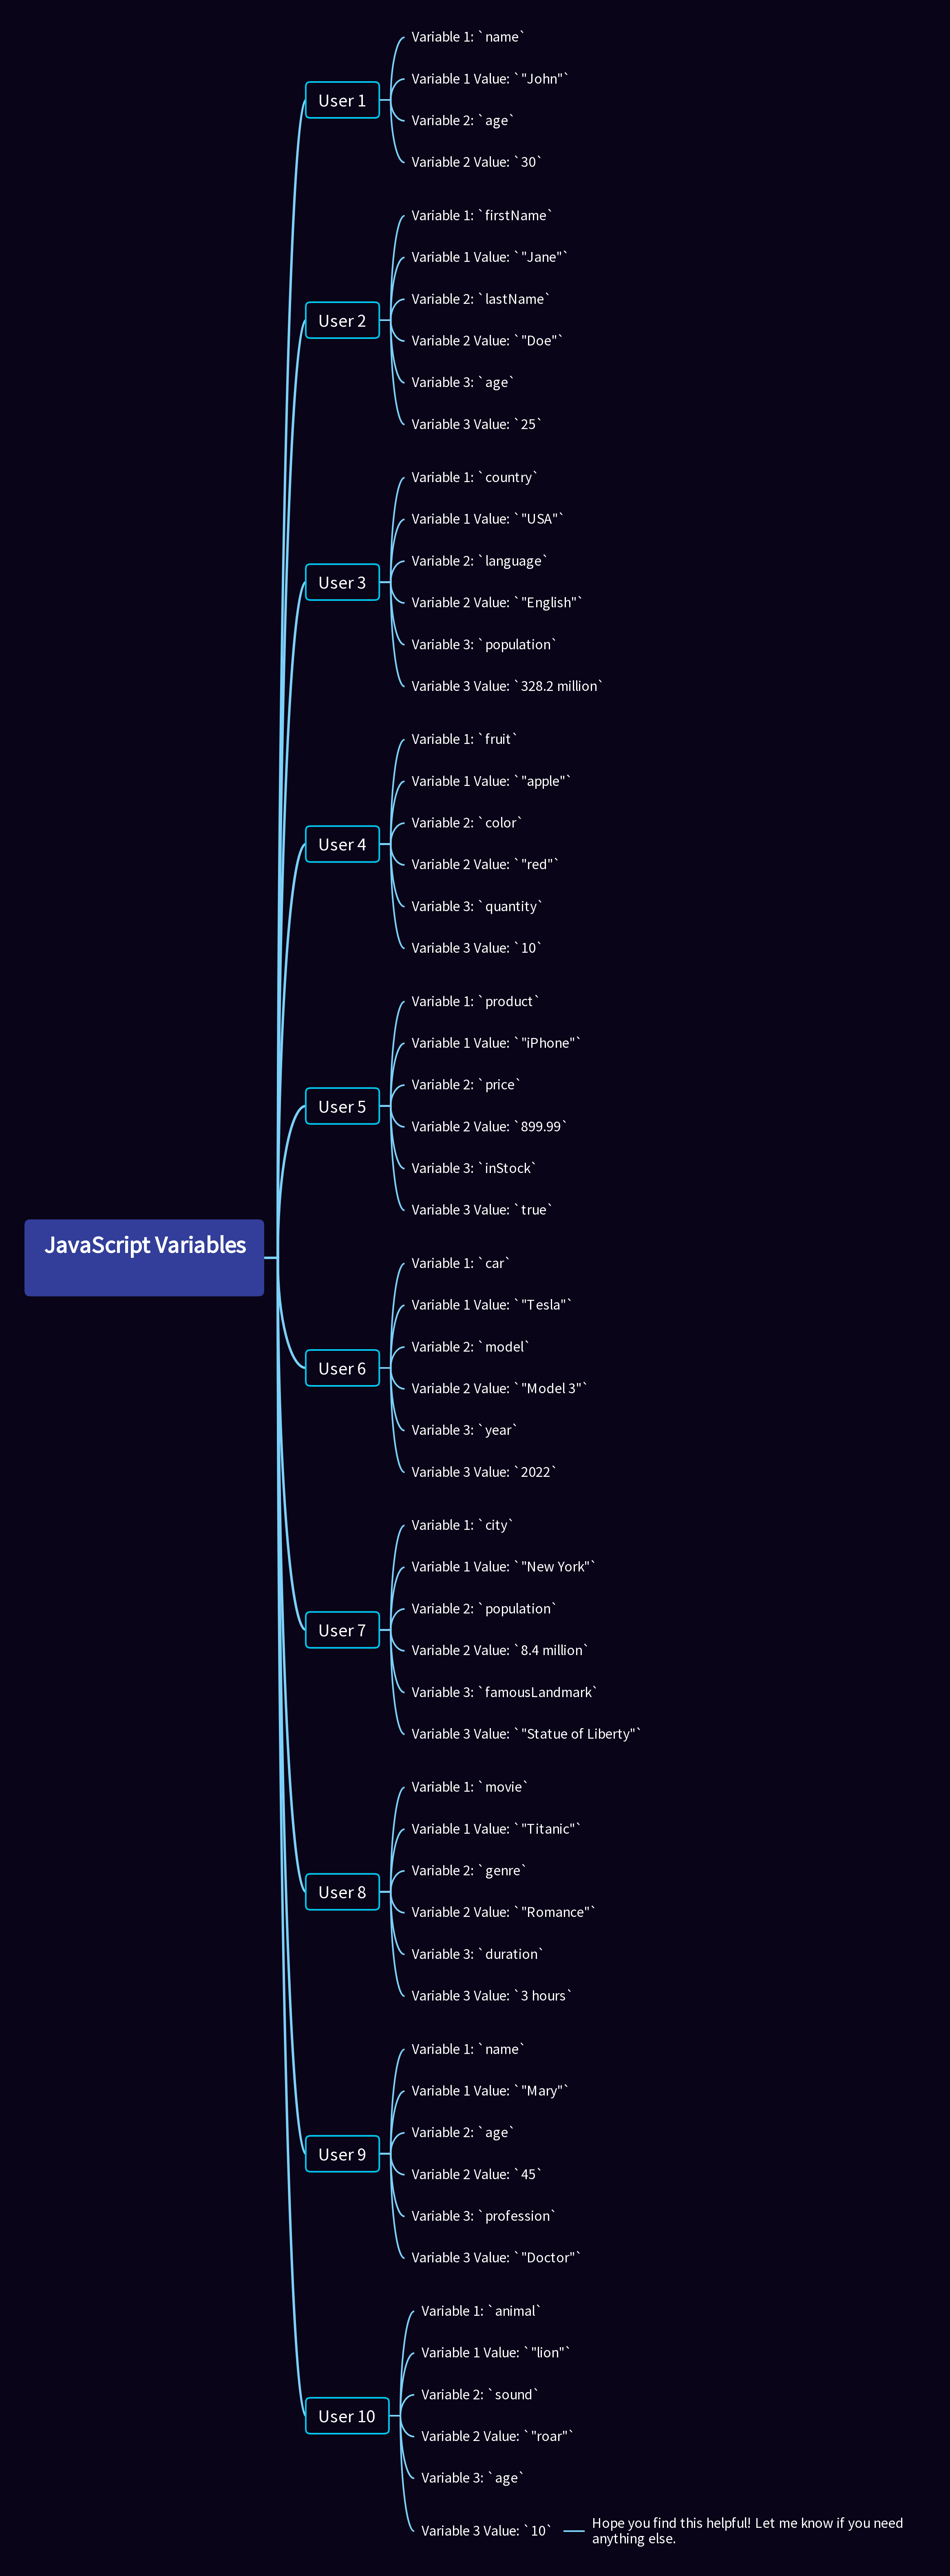 Variable 1: `name`
Variable 1 Value: `"John"`
User 1
Variable 2: `age`
Variable 2 Value: `30`
Variable 1: `firstName`
Variable 1 Value: `"Jane"`
Variable 2: `lastName`
User 2
Variable 2 Value: `"Doe"`
Variable 3: `age`
Variable 3 Value: `25`
Variable 1: `country`
Variable 1 Value: `"USA"`
Variable 2: `language`
User 3
Variable 2 Value: `"English"`
Variable 3: `population`
Variable 3 Value: `328.2 million`
Variable 1: `fruit`
Variable 1 Value: `"apple"`
Variable 2: `color`
User 4
Variable 2 Value: `"red"`
Variable 3: `quantity`
Variable 3 Value: `10`
Variable 1: `product`
Variable 1 Value: `"iPhone"`
Variable 2: `price`
User 5
Variable 2 Value: `899.99`
Variable 3: `inStock`
Variable 3 Value: `true`
JavaScript Variables
Variable 1: `car`
Variable 1 Value: `"Tesla"`
Variable 2: `model`
User 6
Variable 2 Value: `"Model 3"`
Variable 3: `year`
Variable 3 Value: `2022`
Variable 1: `city`
Variable 1 Value: `"New York"`
Variable 2: `population`
User 7
Variable 2 Value: `8.4 million`
Variable 3: `famousLandmark`
Variable 3 Value: `"Statue of Liberty"`
Variable 1: `movie`
Variable 1 Value: `"Titanic"`
Variable 2: `genre`
User 8
Variable 2 Value: `"Romance"`
Variable 3: `duration`
Variable 3 Value: `3 hours`
Variable 1: `name`
Variable 1 Value: `"Mary"`
Variable 2: `age`
User 9
Variable 2 Value: `45`
Variable 3: `profession`
Variable 3 Value: `"Doctor"`
Variable 1: `animal`
Variable 1 Value: `"lion"`
Variable 2: `sound`
User 10
Variable 2 Value: `"roar"`
Variable 3: `age`
Variable 3 Value: `10`
Hope you find this helpful! Let me know if you need
anything else.